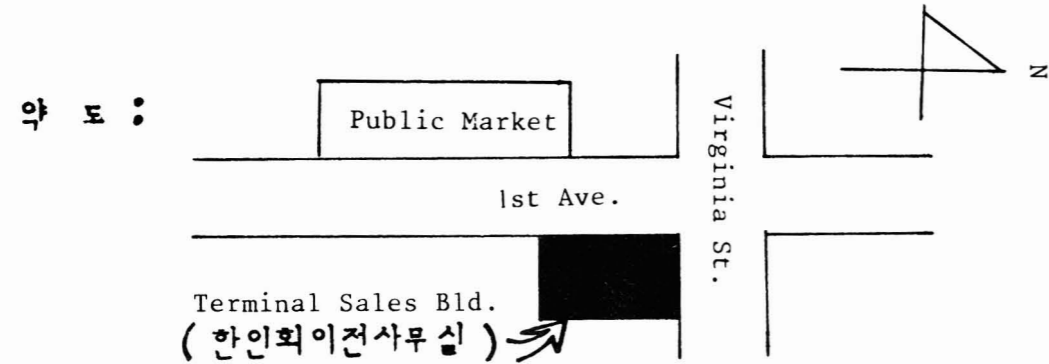 약 도 :
Public Market
N
Virginia St.
1st Ave.
Terminal Sales Bld.
( 한인회이전사무실 )